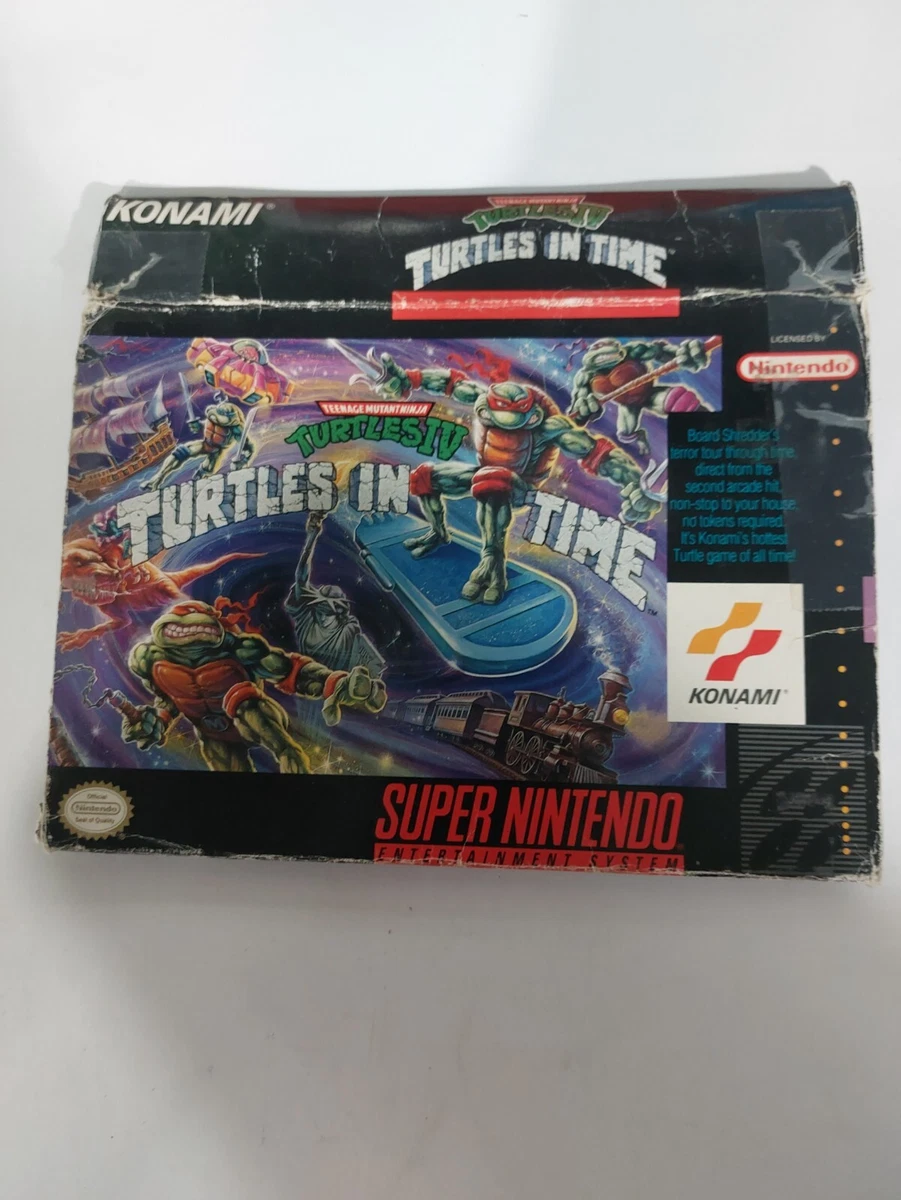 KONAMI®
TEENAGE MUTANT NINJA
TURTLES IV
TURTLES IN TIME
LICENSED BY
Nintendo®
TEENAGE MUTANT NINJA
TURTLES IV
TURTLES IN TIME™
Board Shredder's
terror tour through time,
direct from the
second arcade hit,
non-stop to your house,
no tokens required.
It's Konami's hottest
Turtle game of all time!
KONAMI®
Official
Nintendo
Seal of Quality
SUPER NINTENDO
ENTERTAINMENT SYSTEM